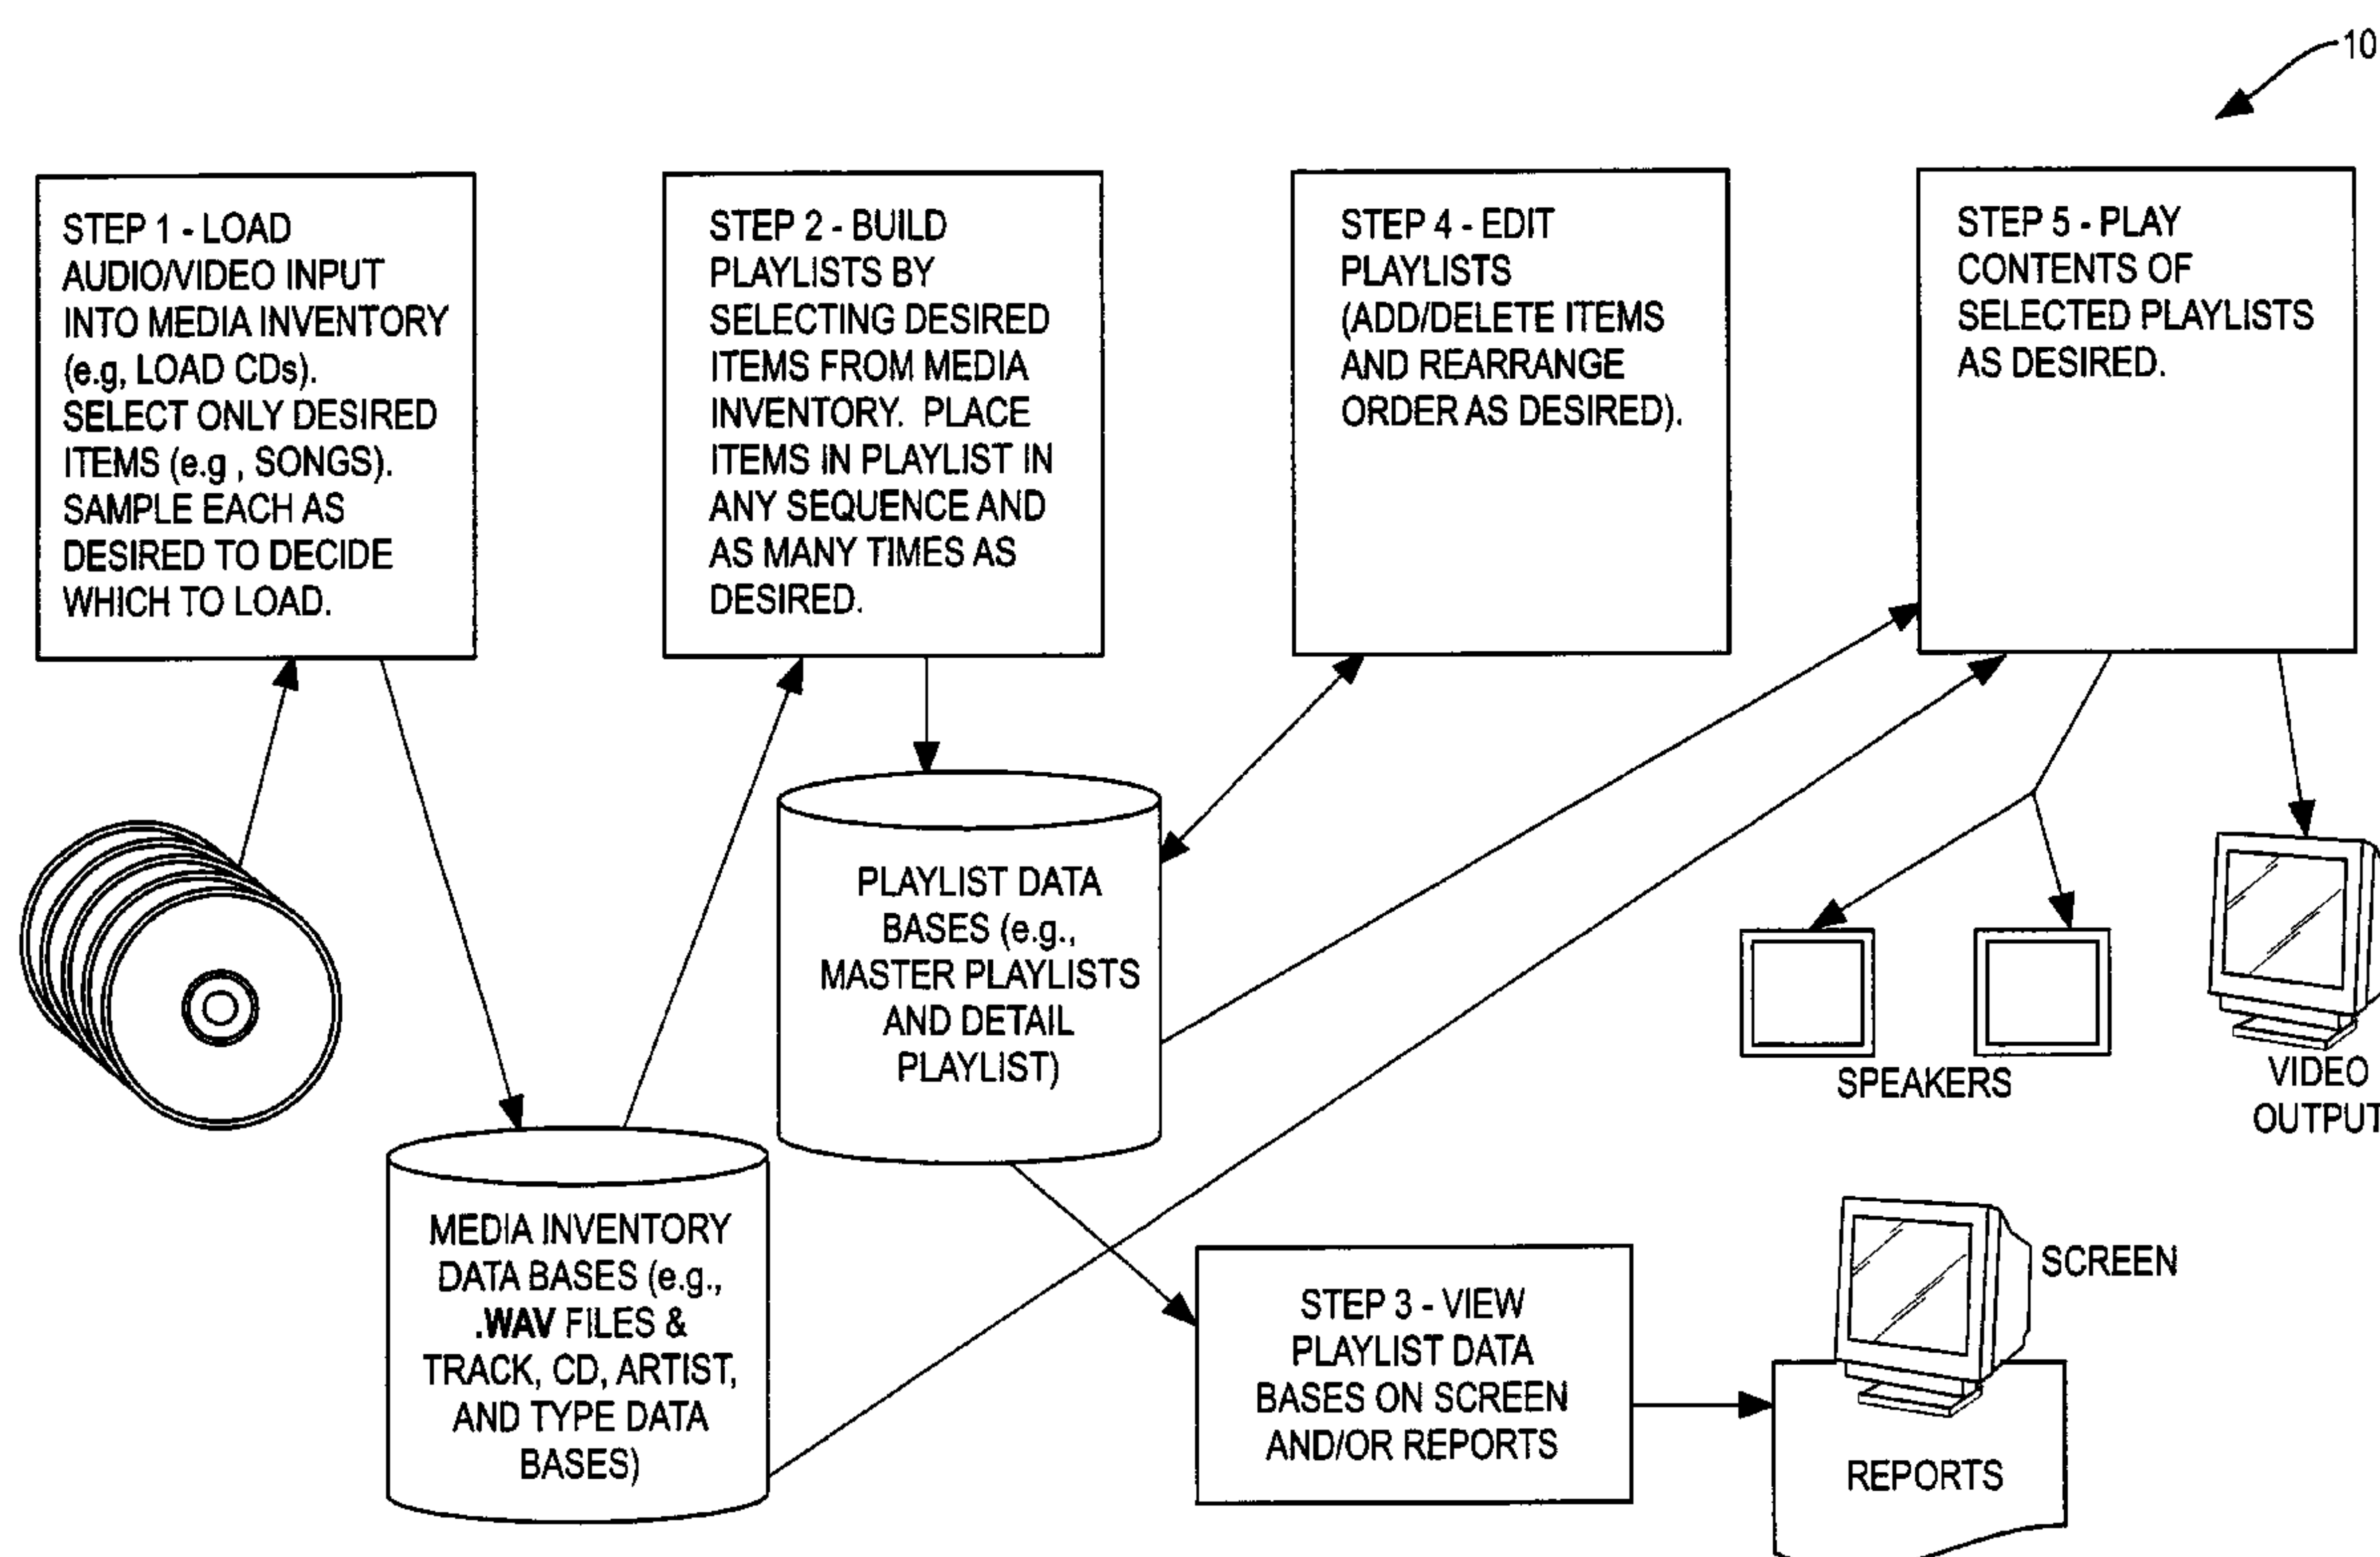 10
STEP 1 - LOAD
AUDIO/VIDEO INPUT
INTO MEDIA INVENTORY
(e.g, LOAD CDs).
SELECT ONLY DESIRED
ITEMS (e.g , SONGS).
SAMPLE EACH AS
DESIRED TO DECIDE
WHICH TO LOAD.
STEP 2 - BUILD
PLAYLISTS BY
SELECTING DESIRED
ITEMS FROM MEDIA
INVENTORY.  PLACE
ITEMS IN PLAYLIST IN
ANY SEQUENCE AND
AS MANY TIMES AS
DESIRED.
STEP 4 - EDIT
PLAYLISTS
(ADD/DELETE ITEMS
AND REARRANGE
ORDER AS DESIRED).
STEP 5 - PLAY
CONTENTS OF
SELECTED PLAYLISTS
AS DESIRED.
PLAYLIST DATA
BASES (e.g.,
MASTER PLAYLISTS
AND DETAIL
PLAYLIST)
SPEAKERS
VIDEO
OUTPUT
MEDIA INVENTORY
DATA BASES (e.g.,
.WAV FILES &
TRACK, CD, ARTIST,
AND TYPE DATA
BASES)
STEP 3 - VIEW
PLAYLIST DATA
BASES ON SCREEN
AND/OR REPORTS
SCREEN
REPORTS